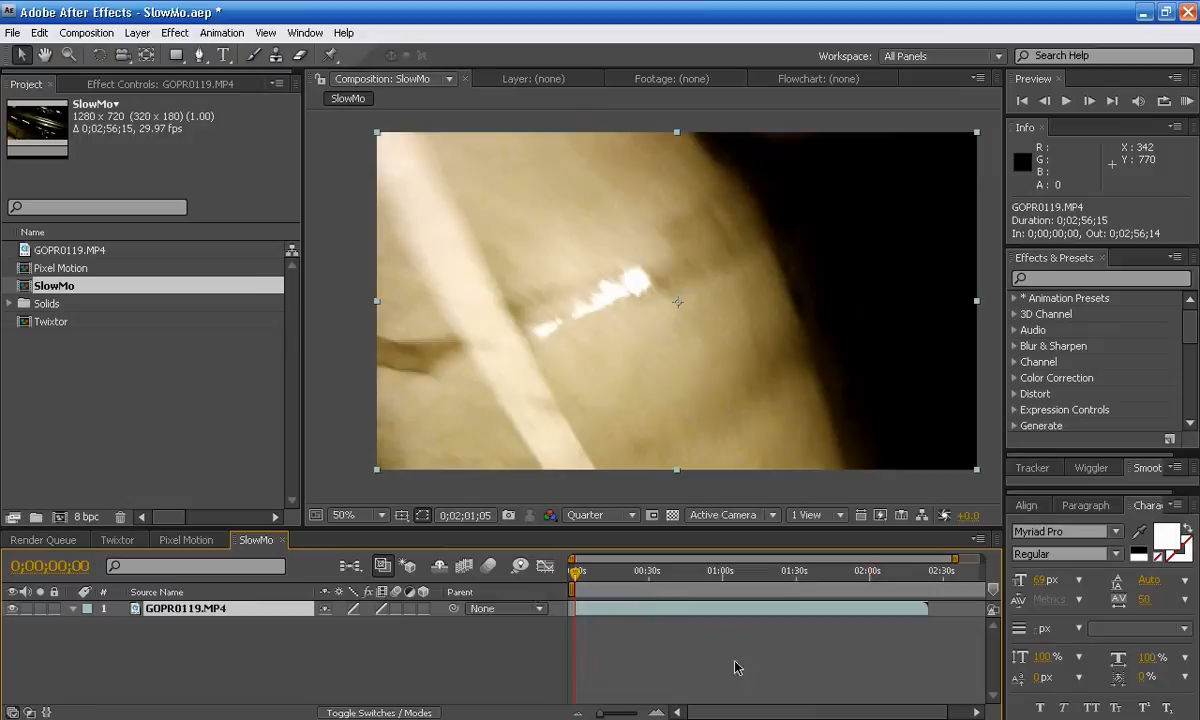 Adobe After Effects - SlowMo.aep *
File Edit Composition Layer Effect Animation View Window Help
Workspace: All Panels Search Help
Project Effect Controls: GOPR0119.MP4 Composition: SlowMo Layer: (none) Footage: (none) Flowchart: (none) Preview
SlowMo
1280 x 720 (320 x 180) (1.00)
Δ 0;02;56;15, 29.97 fps
SlowMo
Info
R :
G :
B :
A : 0
X : 342
Y : 770
GOPR0119.MP4
Duration: 0;02;56;15
In: 0;00;00;00, Out: 0;02;56;14
Name
GOPR0119.MP4
Pixel Motion
SlowMo
Solids
Twixtor
Effects & Presets
* Animation Presets
3D Channel
Audio
Blur & Sharpen
Channel
Color Correction
Distort
Expression Controls
Generate
Tracker Wiggler Smoot
8 bpc
50% 0;02;01;05 Quarter Active Camera 1 View +0.0
Align Paragraph Chara
Myriad Pro
Regular
69 px Auto
Metrics 50
- px
100 % 100 %
0 px 0 %
T T TT Tt T' T,
Render Queue Twixtor Pixel Motion SlowMo
0;00;00;00
:00s 00:30s 01:00s 01:30s 02:00s 02:30s
# Source Name Parent
1 GOPR0119.MP4 None
Toggle Switches / Modes